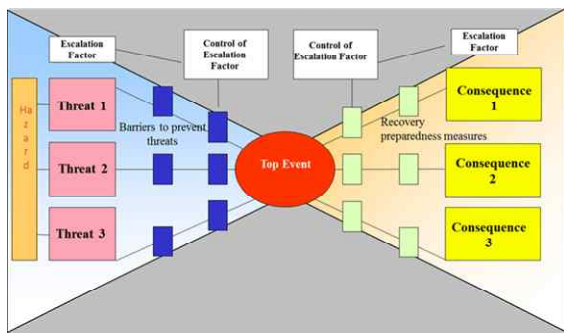 Escalation
Factor
Control of
Escalation
Factor
Control of
Escalation Factor
Escalation
Factor
Ha
z
a
r
d
Threat 1
Barriers to prevent
threats
Threat 2
Threat 3
Top Event
Recovery
preparedness measures
Consequence
1
Consequence
2
Consequence
3